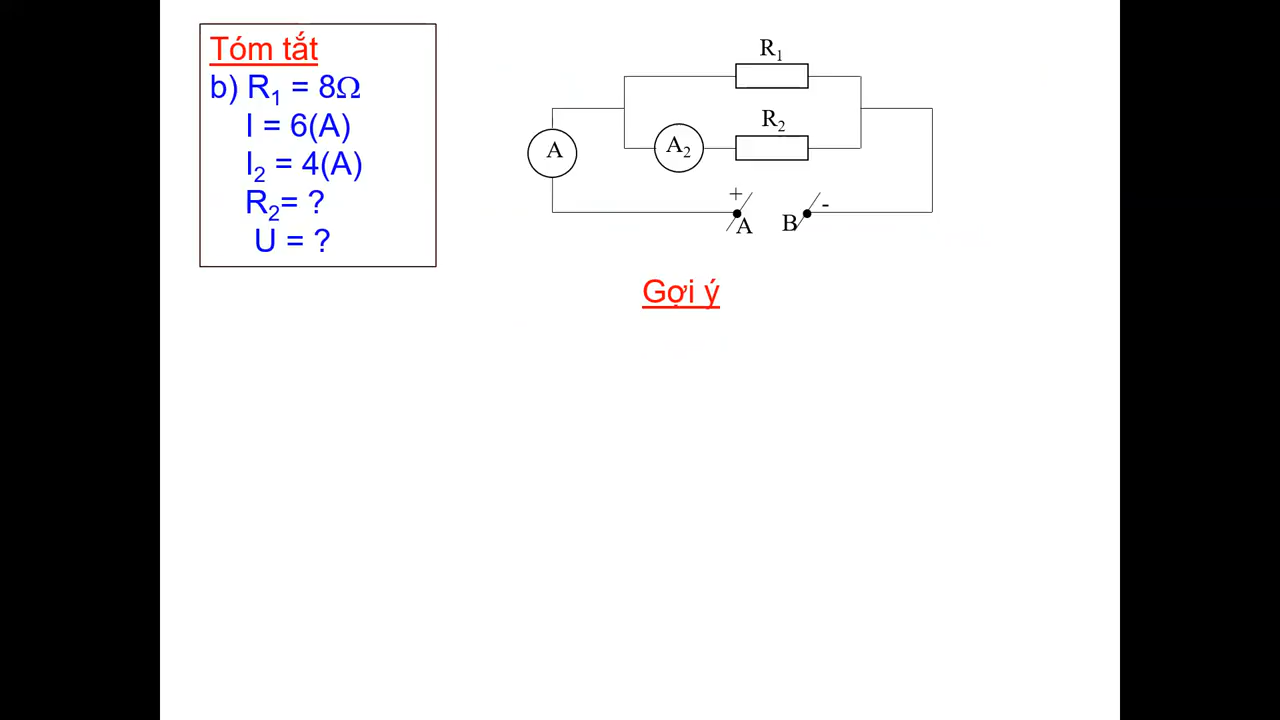 Tóm tắt
b) R₁ = 8Ω
I = 6(A)
I₂ = 4(A)
R₂= ?
U = ?
R₁
R₂
A
A₂
+
-
A
B
Gợi ý